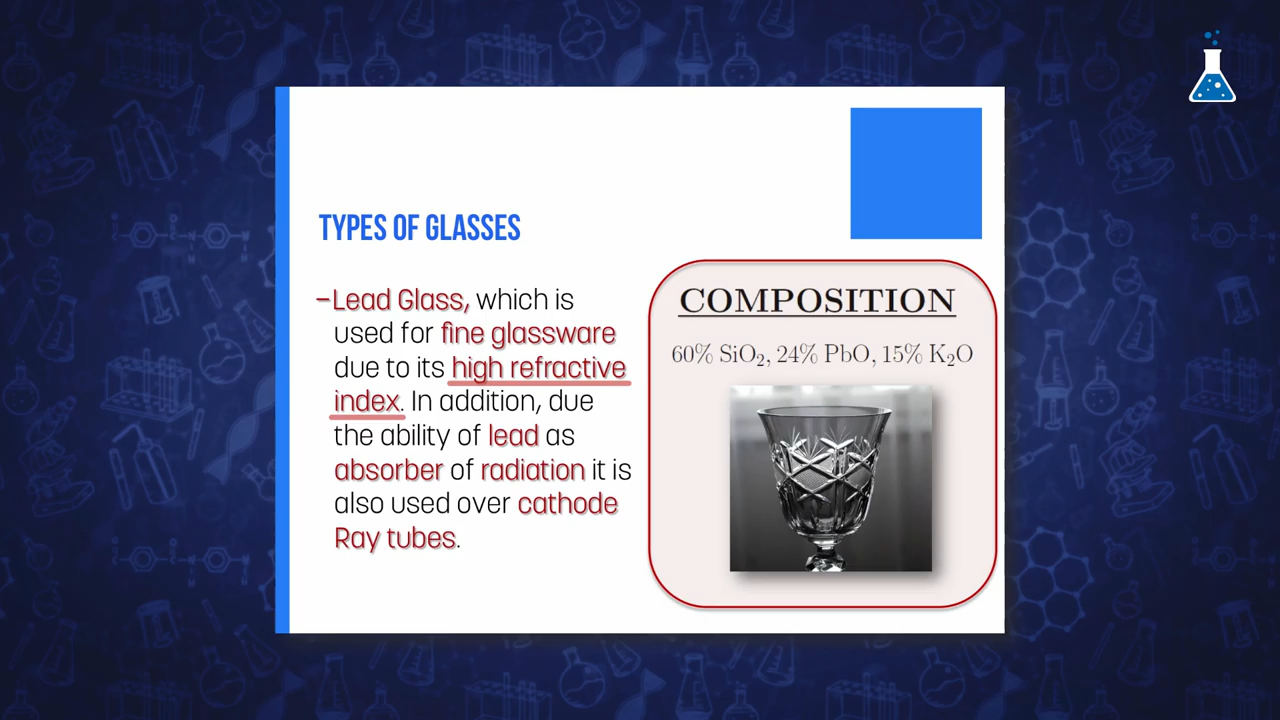 TYPES OF GLASSES
–Lead Glass, which is
used for fine glassware
due to its high refractive
index. In addition, due
the ability of lead as
absorber of radiation it is
also used over cathode
Ray tubes.
COMPOSITION
60% SiO₂, 24% PbO, 15% K₂O